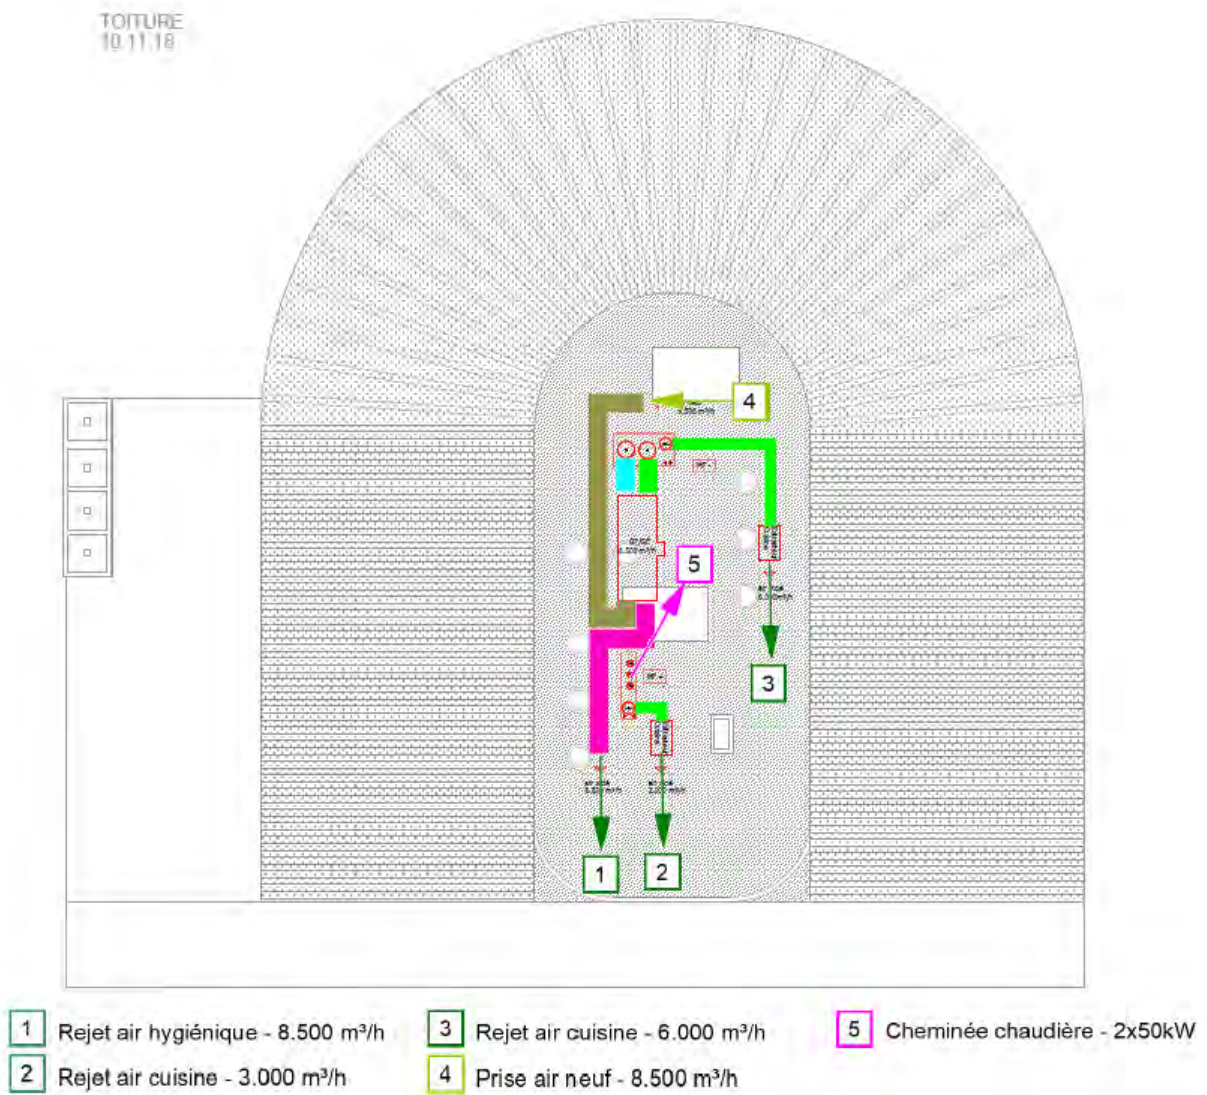 TOITURE
10.11.18
4
5
3
1
2
1 Rejet air hygiénique - 8.500 m³/h
2 Rejet air cuisine - 3.000 m³/h
3 Rejet air cuisine - 6.000 m³/h
4 Prise air neuf - 8.500 m³/h
5 Cheminée chaudière - 2x50kW